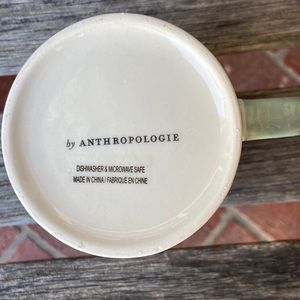 by ANTHROPOLOGIE
DISHWASHER & MICROWAVE SAFE
MADE IN CHINA / FABRIQUÉ EN CHINE